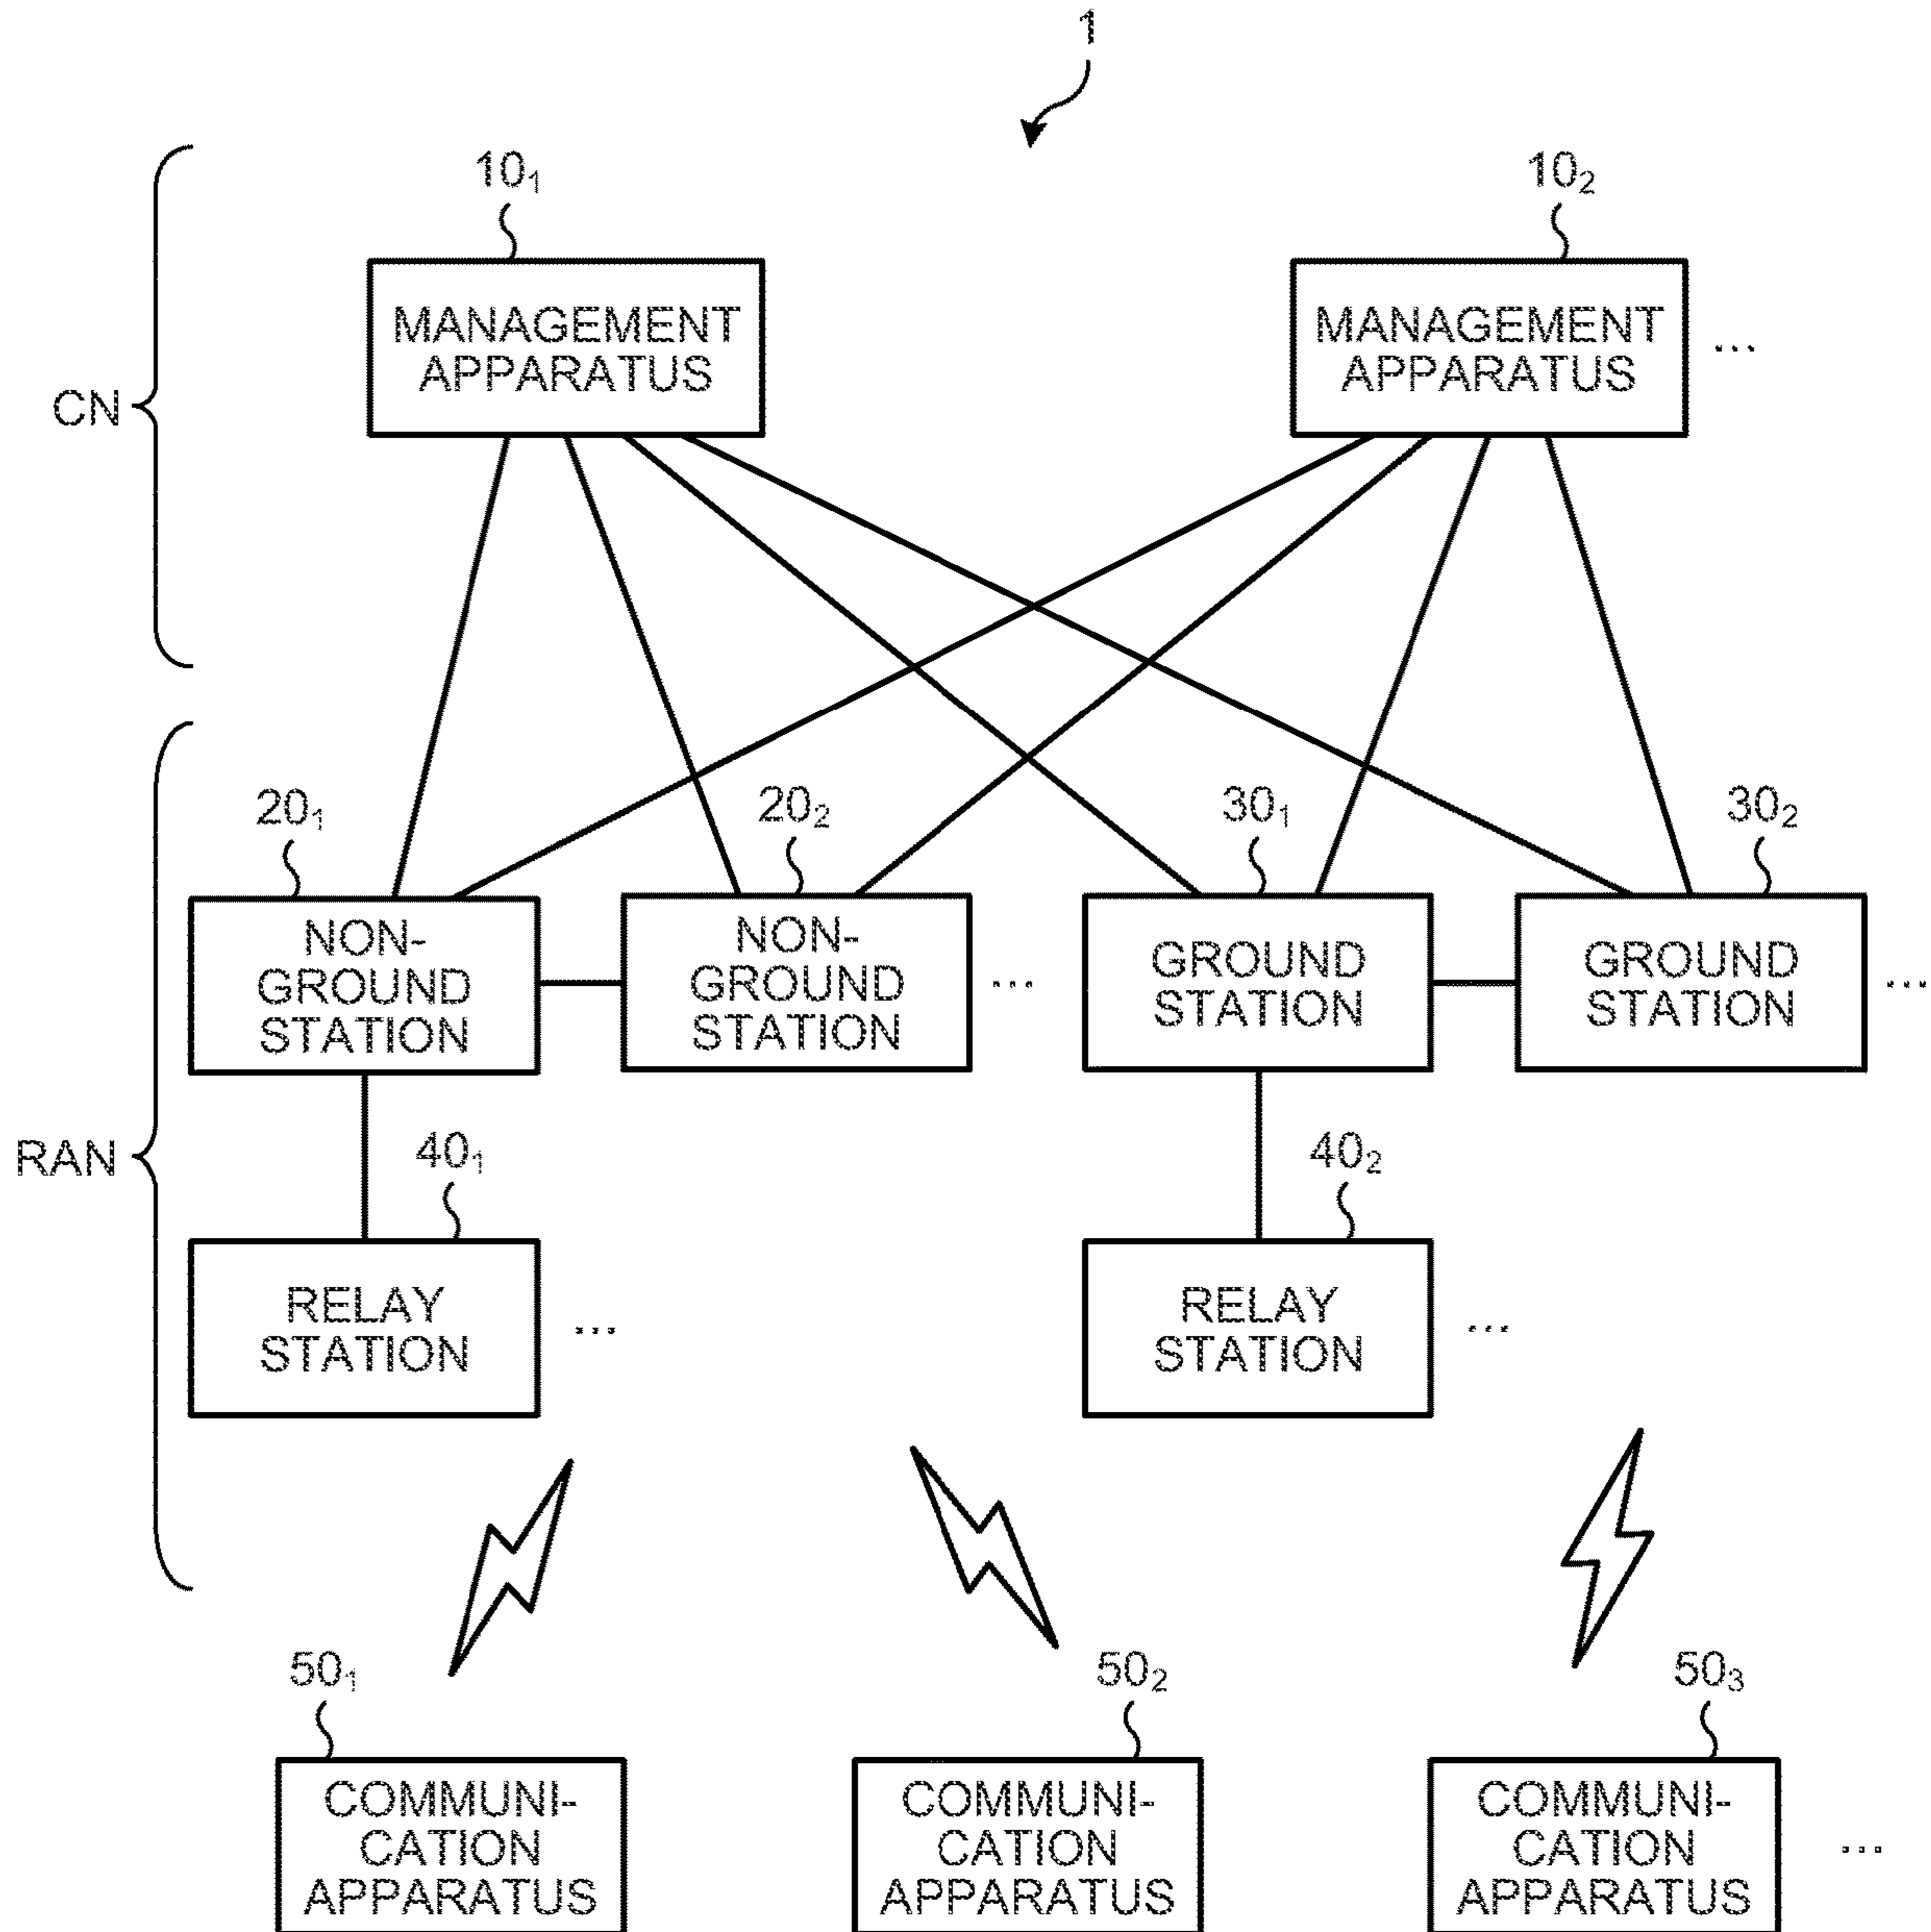 1
10₁
10₂
MANAGEMENT
APPARATUS
MANAGEMENT
APPARATUS
...
CN
20₁
20₂
30₁
30₂
NON-
GROUND
STATION
NON-
GROUND
STATION
...
GROUND
STATION
GROUND
STATION
...
RAN
40₁
40₂
RELAY
STATION
...
RELAY
STATION
...
50₁
50₂
50₃
COMMUNI-
CATION
APPARATUS
COMMUNI-
CATION
APPARATUS
COMMUNI-
CATION
APPARATUS
...